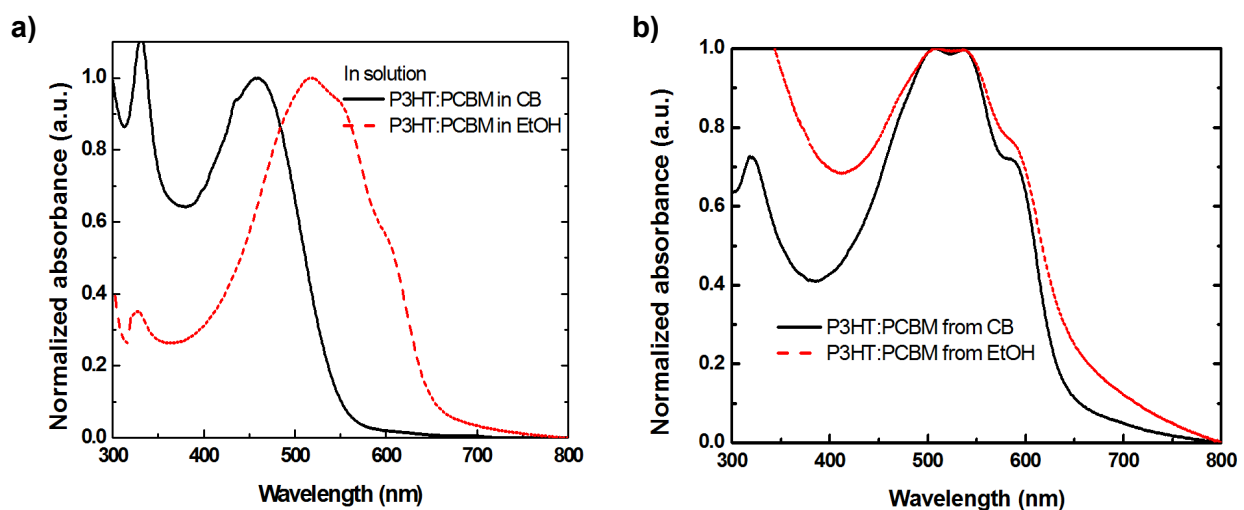 a)
Normalized absorbance (a.u.)
1.0
0.8
0.6
0.4
0.2
0.0
In solution
P3HT:PCBM in CB
P3HT:PCBM in EtOH
300 400 500 600 700 800
Wavelength (nm)
b)
Normalized absorbance (a.u.)
1.0
0.8
0.6
0.4
0.2
0.0
P3HT:PCBM from CB
P3HT:PCBM from EtOH
300 400 500 600 700 800
Wavelength (nm)